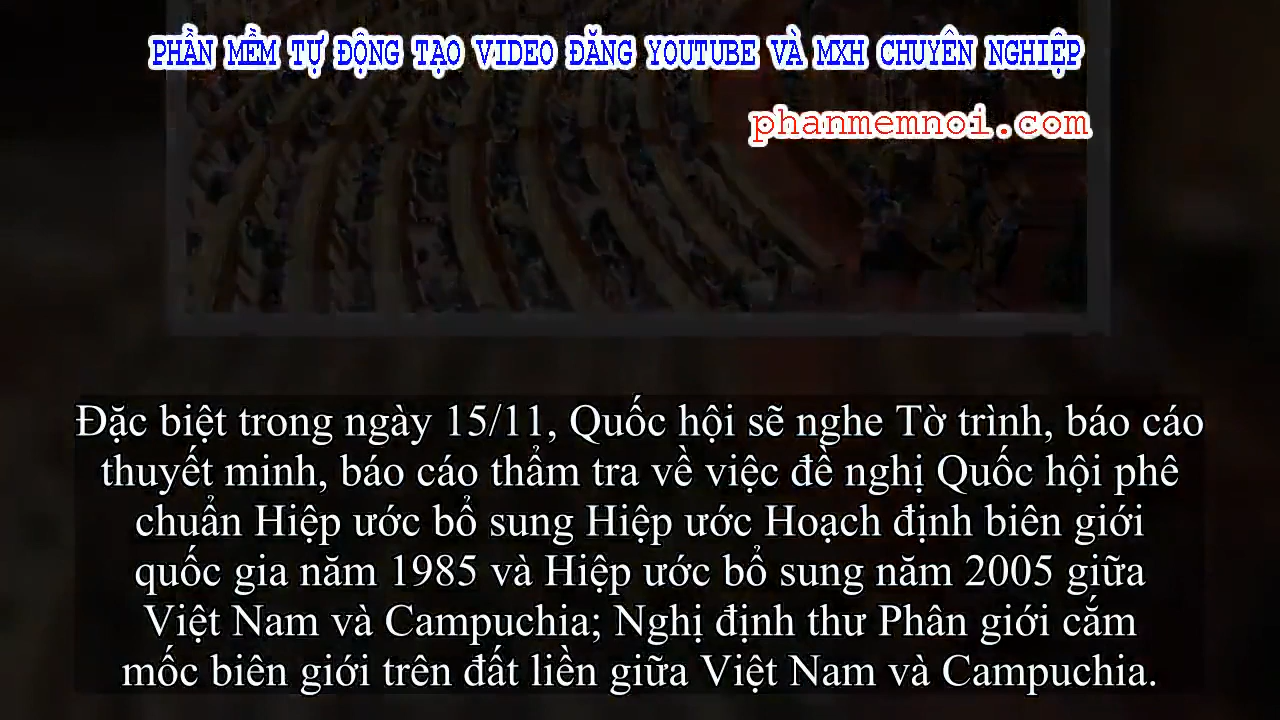 PHẦN MỀM TỰ ĐỘNG TẠO VIDEO ĐĂNG YOUTUBE VÀ MXH CHUYÊN NGHIỆP
phanmemnoi.com
Đặc biệt trong ngày 15/11, Quốc hội sẽ nghe Tờ trình, báo cáo
thuyết minh, báo cáo thẩm tra về việc đề nghị Quốc hội phê
chuẩn Hiệp ước bổ sung Hiệp ước Hoạch định biên giới
quốc gia năm 1985 và Hiệp ước bổ sung năm 2005 giữa
Việt Nam và Campuchia; Nghị định thư Phân giới cắm
mốc biên giới trên đất liền giữa Việt Nam và Campuchia.